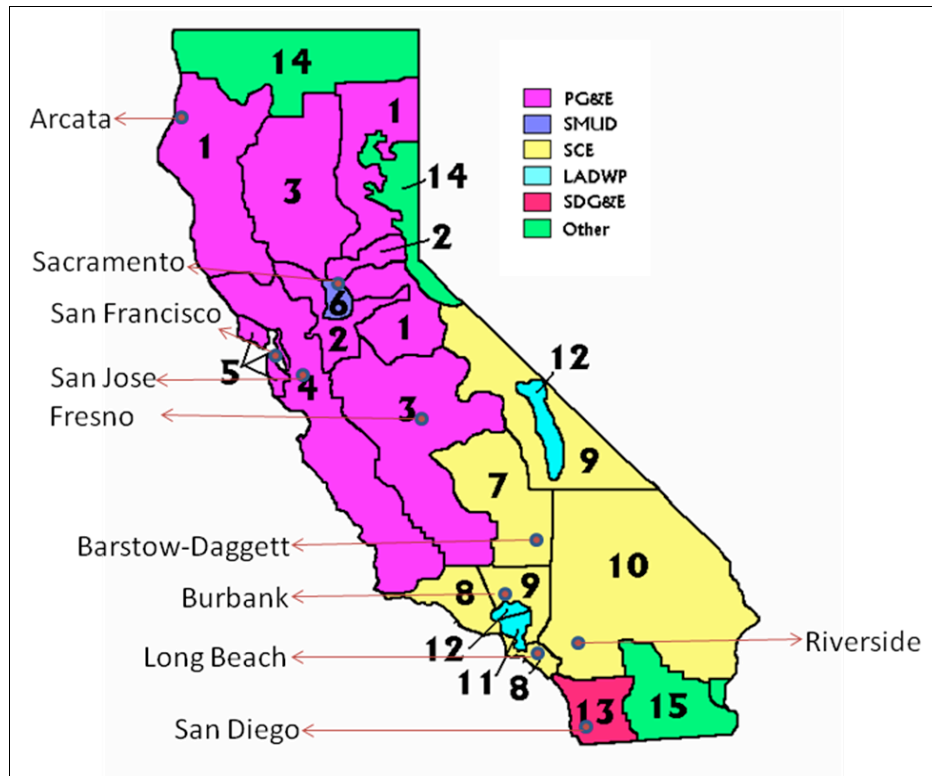 14
PG&E
SMUD
SCE
LADWP
SDG&E
Other
Arcata
1
1
3
14
2
Sacramento
6
San Francisco
2
1
12
5
San Jose
4
Fresno
3
9
7
Barstow-Daggett
10
Burbank
8
9
Riverside
12
Long Beach
11
8
13
15
San Diego